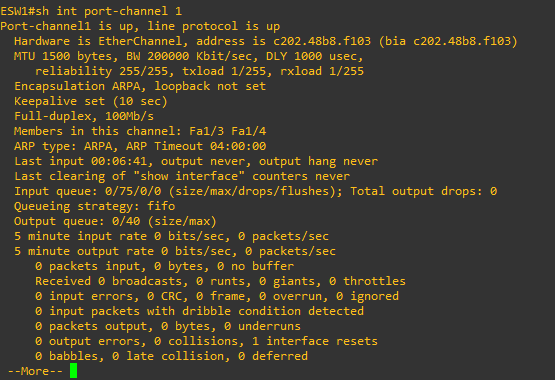 ESW1#sh int port-channel 1
Port-channel1 is up, line protocol is up
Hardware is EtherChannel, address is c202.48b8.f103 (bia c202.48b8.f103)
MTU 1500 bytes, BW 200000 Kbit/sec, DLY 1000 usec,
reliability 255/255, txload 1/255, rxload 1/255
Encapsulation ARPA, loopback not set
Keepalive set (10 sec)
Full-duplex, 100Mb/s
Members in this channel: Fa1/3 Fa1/4
ARP type: ARPA, ARP Timeout 04:00:00
Last input 00:06:41, output never, output hang never
Last clearing of "show interface" counters never
Input queue: 0/75/0/0 (size/max/drops/flushes); Total output drops: 0
Queueing strategy: fifo
Output queue: 0/40 (size/max)
5 minute input rate 0 bits/sec, 0 packets/sec
5 minute output rate 0 bits/sec, 0 packets/sec
0 packets input, 0 bytes, 0 no buffer
Received 0 broadcasts, 0 runts, 0 giants, 0 throttles
0 input errors, 0 CRC, 0 frame, 0 overrun, 0 ignored
0 input packets with dribble condition detected
0 packets output, 0 bytes, 0 underruns
0 output errors, 0 collisions, 1 interface resets
0 babbles, 0 late collision, 0 deferred
--More--